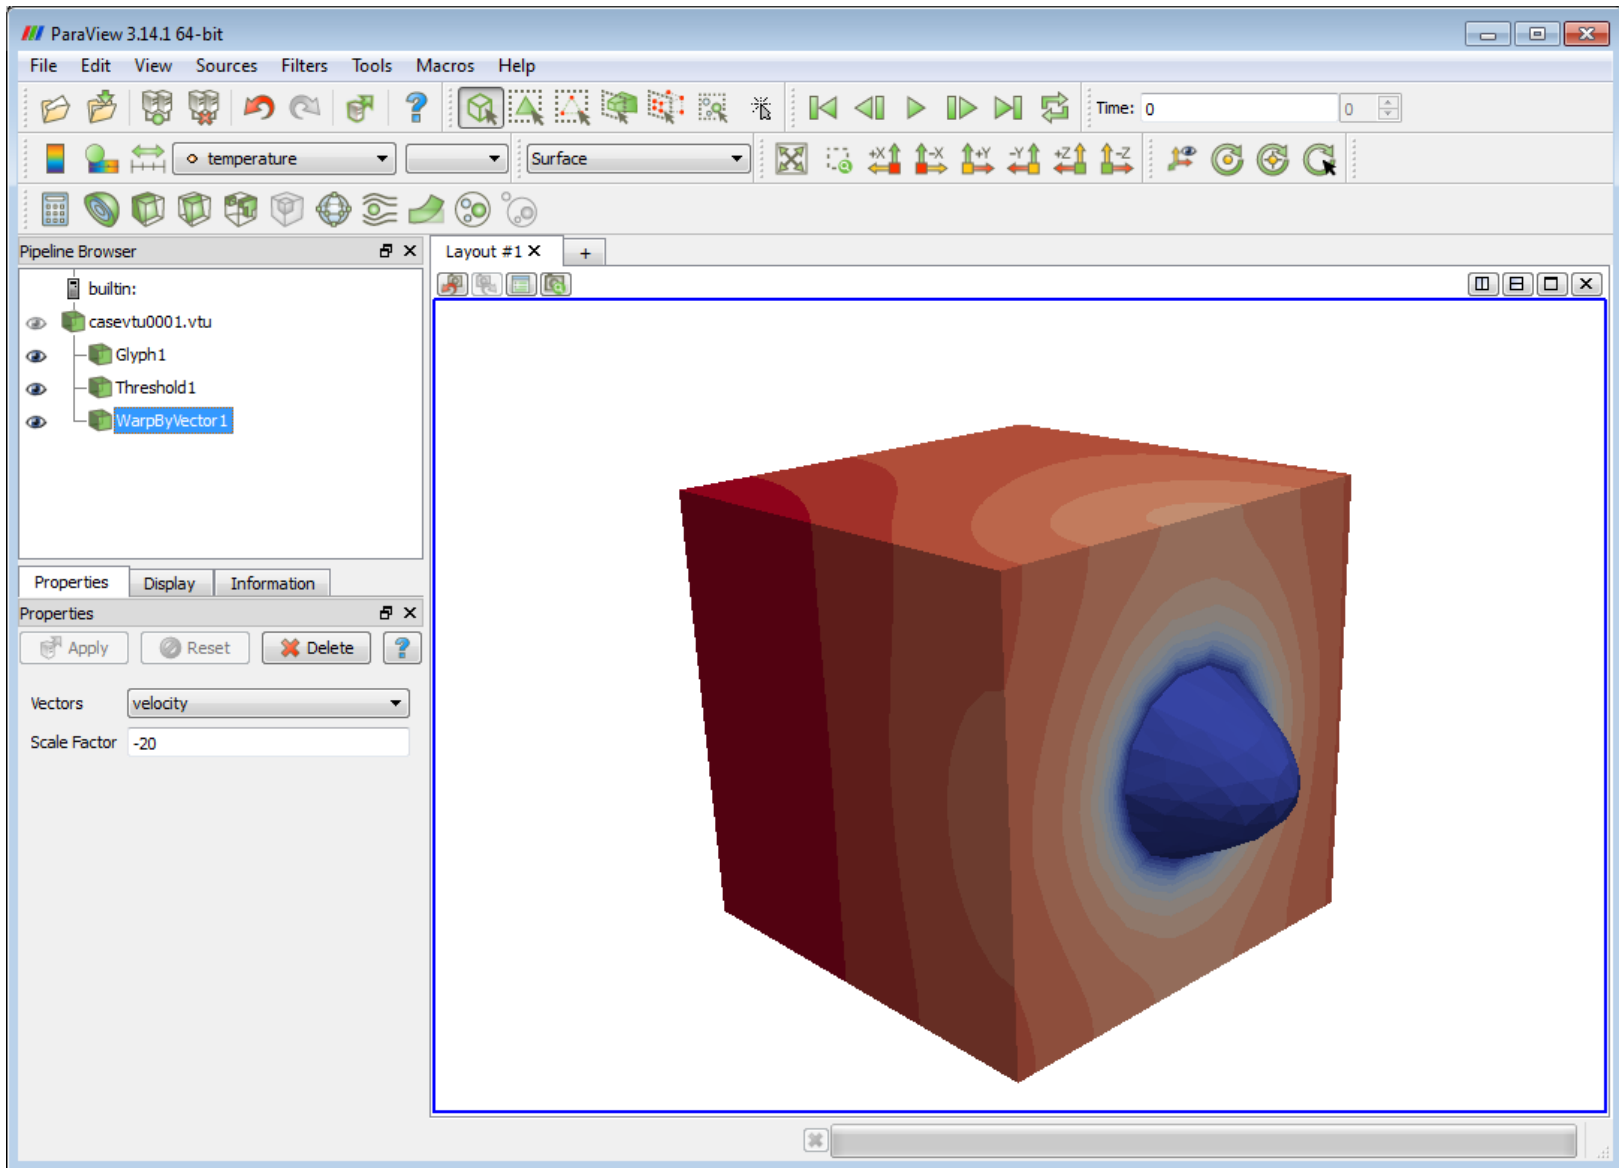 ParaView 3.14.1 64-bit
File Edit View Sources Filters Tools Macros Help
Time: 0 0
temperature Surface +X -X +Y -Y +Z -Z
Pipeline Browser
Layout #1 +
builtin:
casevtu0001.vtu
Glyph1
Threshold1
WarpByVector1
Properties Display Information
Properties
Apply Reset Delete ?
Vectors velocity
Scale Factor -20